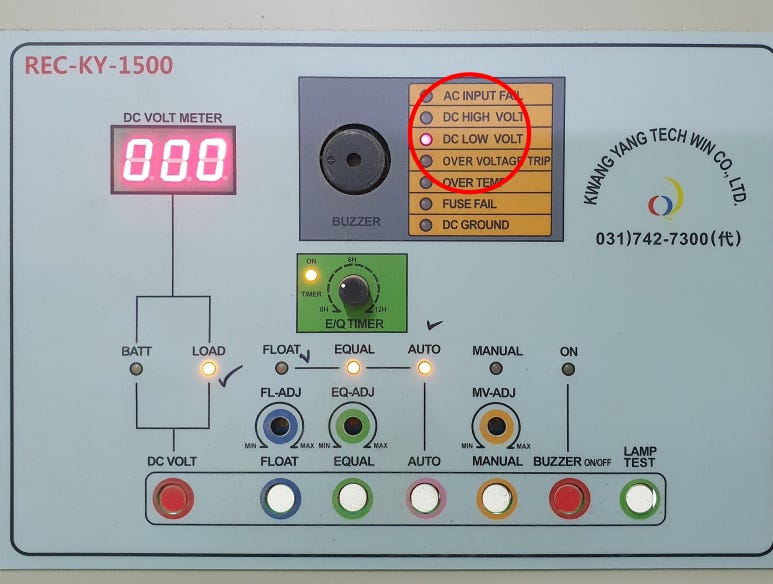 REC-KY-1500
DC VOLT METER
000
BUZZER
AC INPUT FAIL
DC HIGH VOLT
DC LOW VOLT
OVER VOLTAGE TRIP
OVER TEMP
FUSE FAIL
DC GROUND
KWANG YANG TECH WIN CO., LTD.
031)742-7300(代)
ON
TIMER
6H
0H
12H
E/Q TIMER
BATT
LOAD
FLOAT
EQUAL
AUTO
MANUAL
ON
FL-ADJ
EQ-ADJ
MV-ADJ
MIN
MAX
MIN
MAX
MIN
MAX
DC VOLT
FLOAT
EQUAL
AUTO
MANUAL
BUZZER ON/OFF
LAMP
TEST